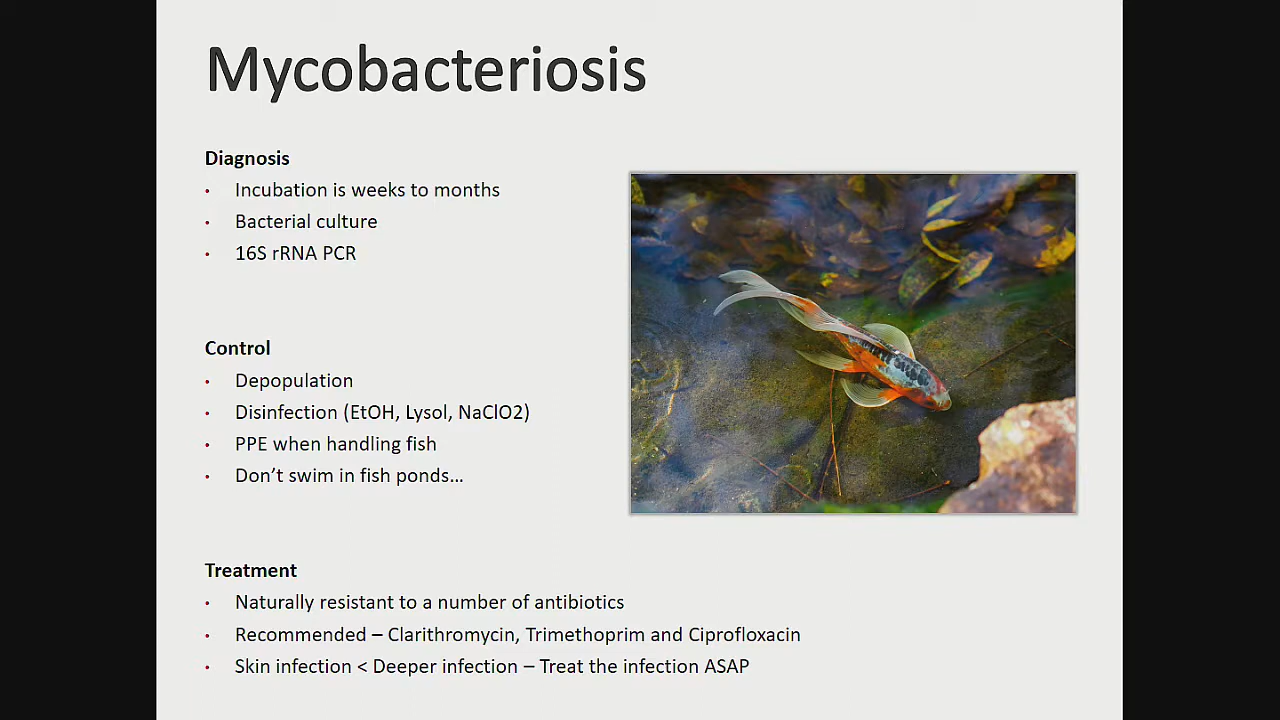 Mycobacteriosis
Diagnosis
• Incubation is weeks to months
• Bacterial culture
• 16S rRNA PCR
Control
• Depopulation
• Disinfection (EtOH, Lysol, NaClO2)
• PPE when handling fish
• Don’t swim in fish ponds…
Treatment
• Naturally resistant to a number of antibiotics
• Recommended – Clarithromycin, Trimethoprim and Ciprofloxacin
• Skin infection < Deeper infection – Treat the infection ASAP